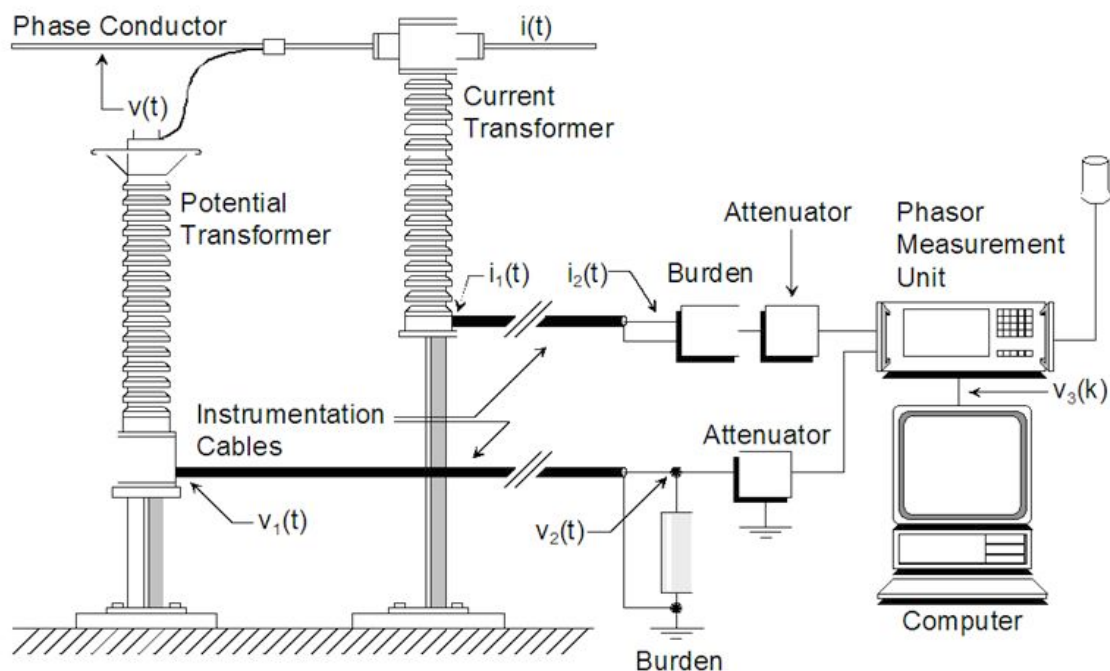 Phase Conductor
i(t)
v(t)
Current
Transformer
Potential
Transformer
Attenuator
Phasor
Measurement
Unit
i₁(t)
i₂(t)
Burden
Instrumentation
Cables
Attenuator
v₃(k)
v₁(t)
v₂(t)
Computer
Burden